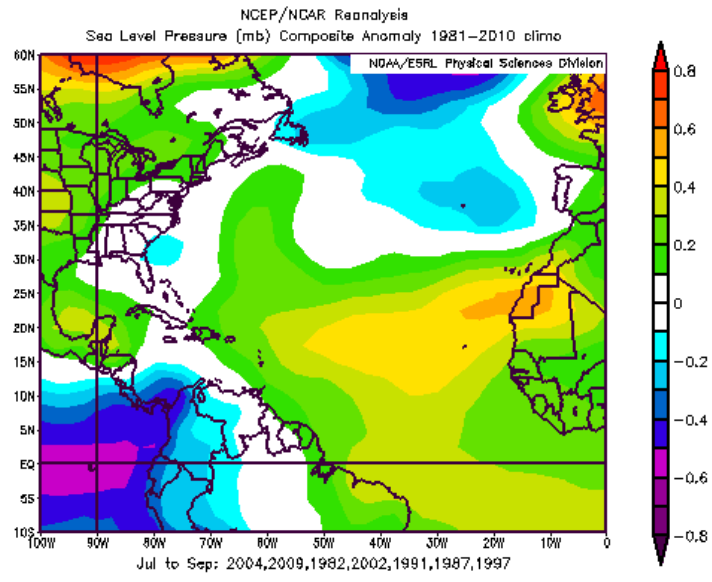 NCEP/NCAR Reanalysis
Sea Level Pressure (mb) Composite Anomaly 1981-2010 climo
NOAA/ESRL Physical Sciences Division
60N
55N
50N
45N
40N
35N
30N
25N
20N
15N
10N
5N
EQ
5S
10S
100W 90W 80W 70W 60W 50W 40W 30W 20W 10W 0
0.8
0.6
0.4
0.2
0
-0.2
-0.4
-0.6
-0.8
Jul to Sep: 2004,2009,1982,2002,1991,1987,1997